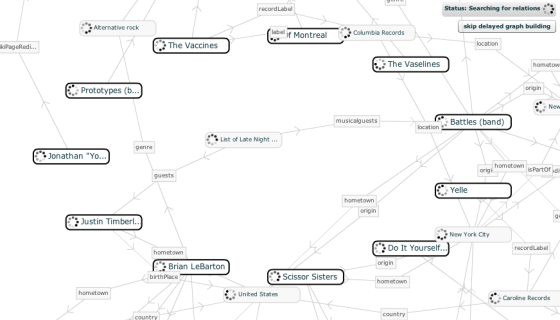 recordLabel
Status: Searching for relations
skip delayed graph building
Alternative rock
The Vaccines
label
of Montreal
Columbia Records
location
ikiPageRedi...
The Vaselines
hometown
origin
Prototypes (b...
New
Battles (band)
musicalguests
location
List of Late Night ...
genre
Jonathan "Yo...
guests
hometown
isPartOf
Yelle
hometown
origin
Justin Timberl...
New York City
recordLabel
Do It Yourself...
hometown
origin
Brian LeBarton
birthPlace
Scissor Sisters
hometown
hometown
United States
Caroline Records
country
country